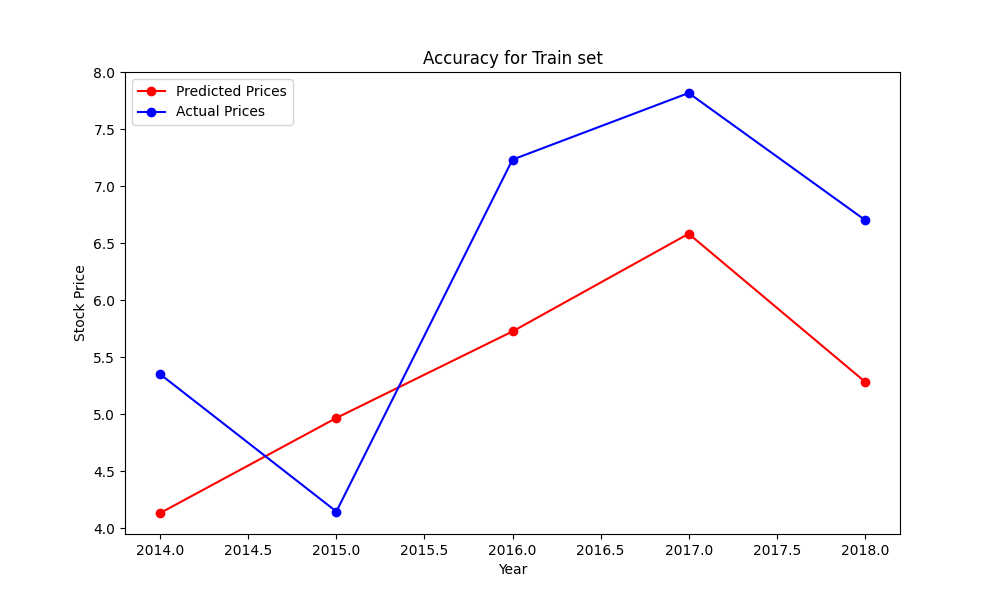 Accuracy for Train set
Predicted Prices
Actual Prices
8.0
7.5
7.0
6.5
6.0
5.5
5.0
4.5
4.0
Stock Price
2014.0 2014.5 2015.0 2015.5 2016.0 2016.5 2017.0 2017.5 2018.0
Year